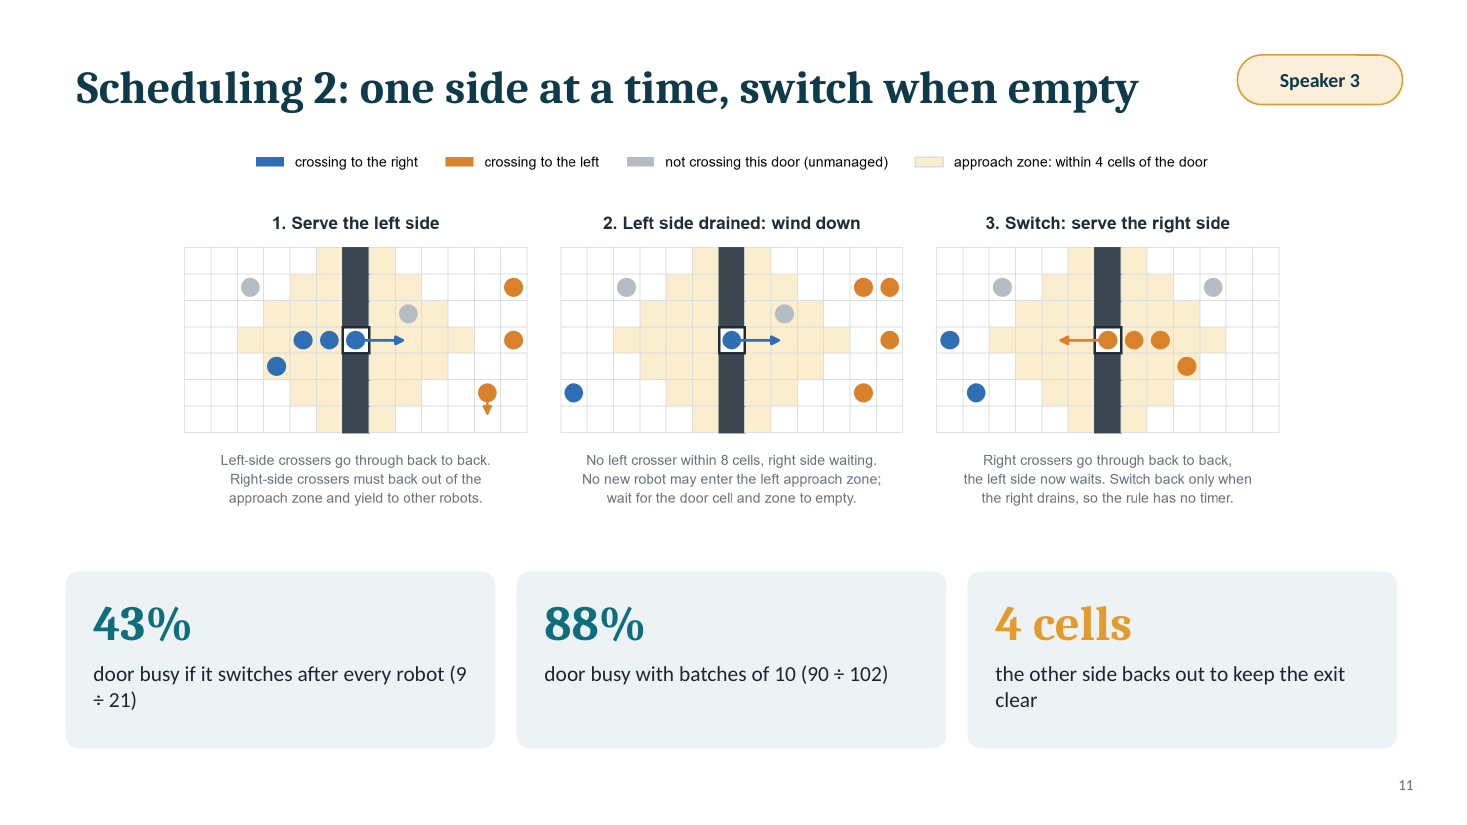 Scheduling 2: one side at a time, switch when empty
Speaker 3
crossing to the right
crossing to the left
not crossing this door (unmanaged)
approach zone: within 4 cells of the door
1. Serve the left side
2. Left side drained: wind down
3. Switch: serve the right side
Left-side crossers go through back to back.
Right-side crossers must back out of the
approach zone and yield to other robots.
No left crosser within 8 cells, right side waiting.
No new robot may enter the left approach zone;
wait for the door cell and zone to empty.
Right crossers go through back to back,
the left side now waits. Switch back only when
the right drains, so the rule has no timer.
43%
door busy if it switches after every robot (9
÷ 21)
88%
door busy with batches of 10 (90 ÷ 102)
4 cells
the other side backs out to keep the exit
clear
11